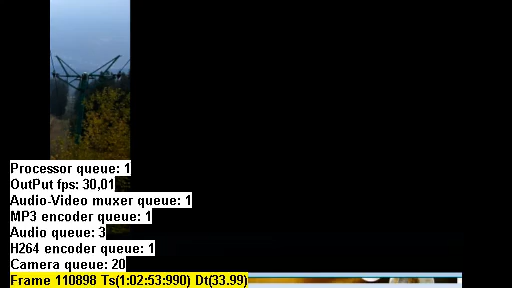 Processor queue: 1
OutPut fps: 30,01
Audio-Video muxer queue: 1
MP3 encoder queue: 1
Audio queue: 3
H264 encoder queue: 1
Camera queue: 20
Frame 110898 Ts(1:02:53:990) Dt(33.99)